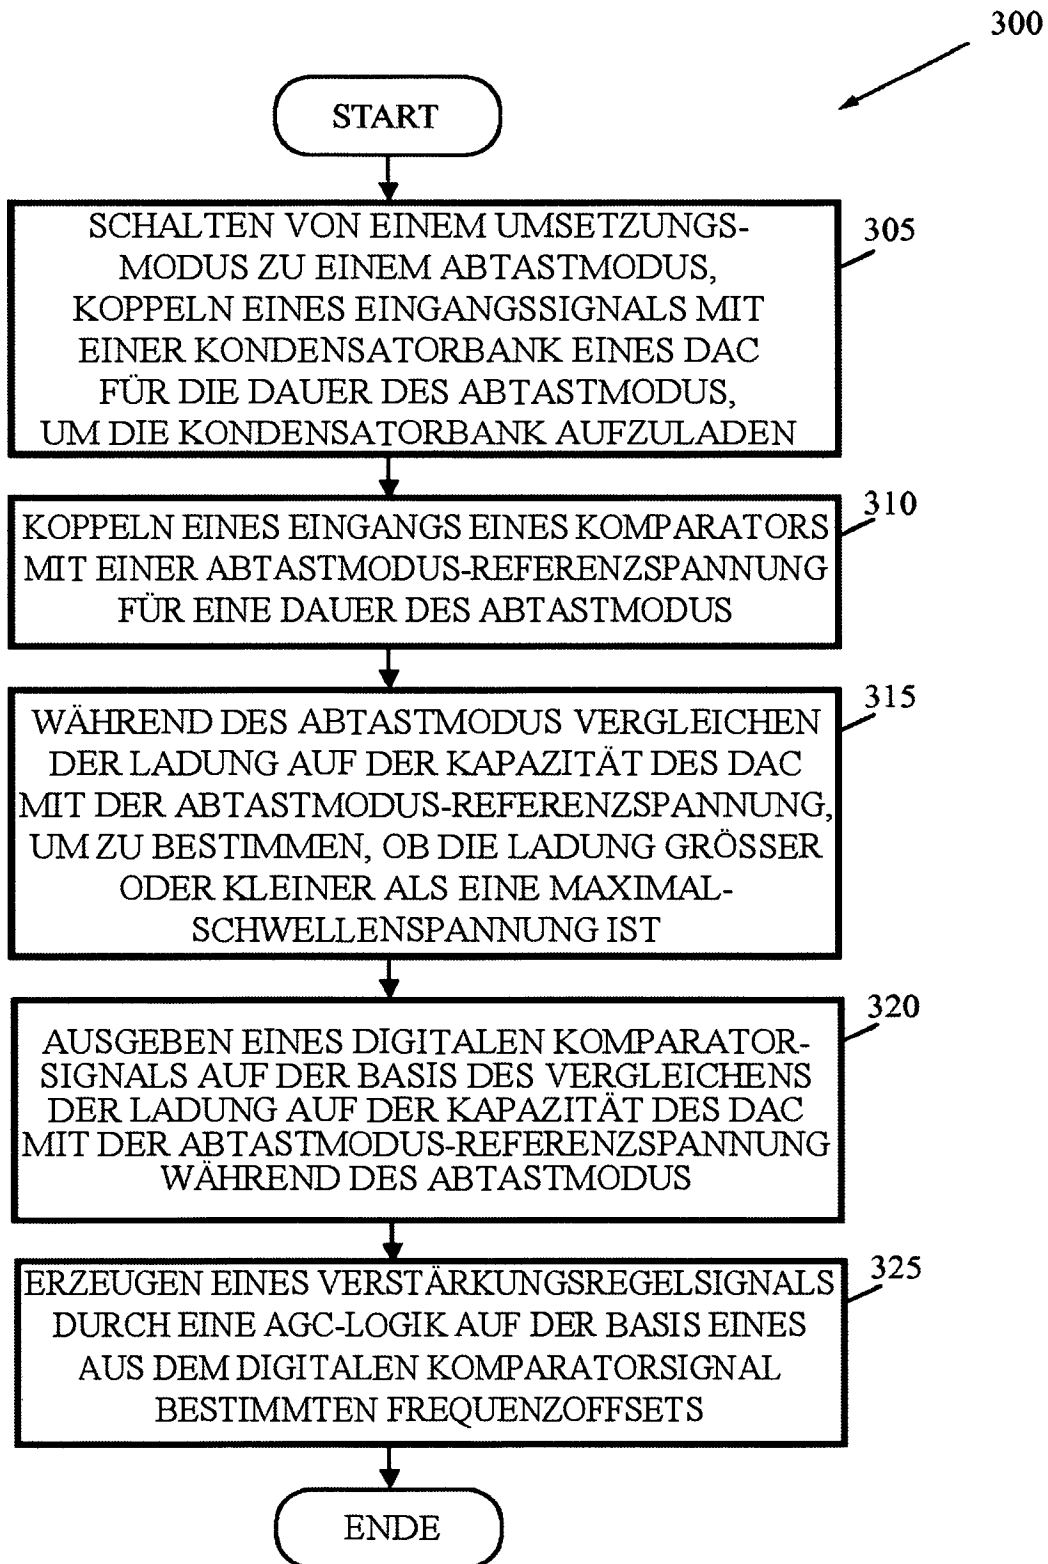 300
START
SCHALTEN VON EINEM UMSETZUNGS-
MODUS ZU EINEM ABTASTMODUS,
KOPPELN EINES EINGANGSSIGNALS MIT
EINER KONDENSATORBANK EINES DAC
FÜR DIE DAUER DES ABTASTMODUS,
UM DIE KONDENSATORBANK AUFZULADEN
305
KOPPELN EINES EINGANGS EINES KOMPARATORS
MIT EINER ABTASTMODUS-REFERENZSPANNUNG
FÜR EINE DAUER DES ABTASTMODUS
310
WÄHREND DES ABTASTMODUS VERGLEICHEN
DER LADUNG AUF DER KAPAZITÄT DES DAC
MIT DER ABTASTMODUS-REFERENZSPANNUNG,
UM ZU BESTIMMEN, OB DIE LADUNG GRÖSSER
ODER KLEINER ALS EINE MAXIMAL-
SCHWELLENSPANNUNG IST
315
AUSGEBEN EINES DIGITALEN KOMPARATOR-
SIGNALS AUF DER BASIS DES VERGLEICHENS
DER LADUNG AUF DER KAPAZITÄT DES DAC
MIT DER ABTASTMODUS-REFERENZSPANNUNG
WÄHREND DES ABTASTMODUS
320
ERZEUGEN EINES VERSTÄRKUNGSREGELSIGNALS
DURCH EINE AGC-LOGIK AUF DER BASIS EINES
AUS DEM DIGITALEN KOMPARATORSIGNAL
BESTIMMTEN FREQUENZOFFSETS
325
ENDE